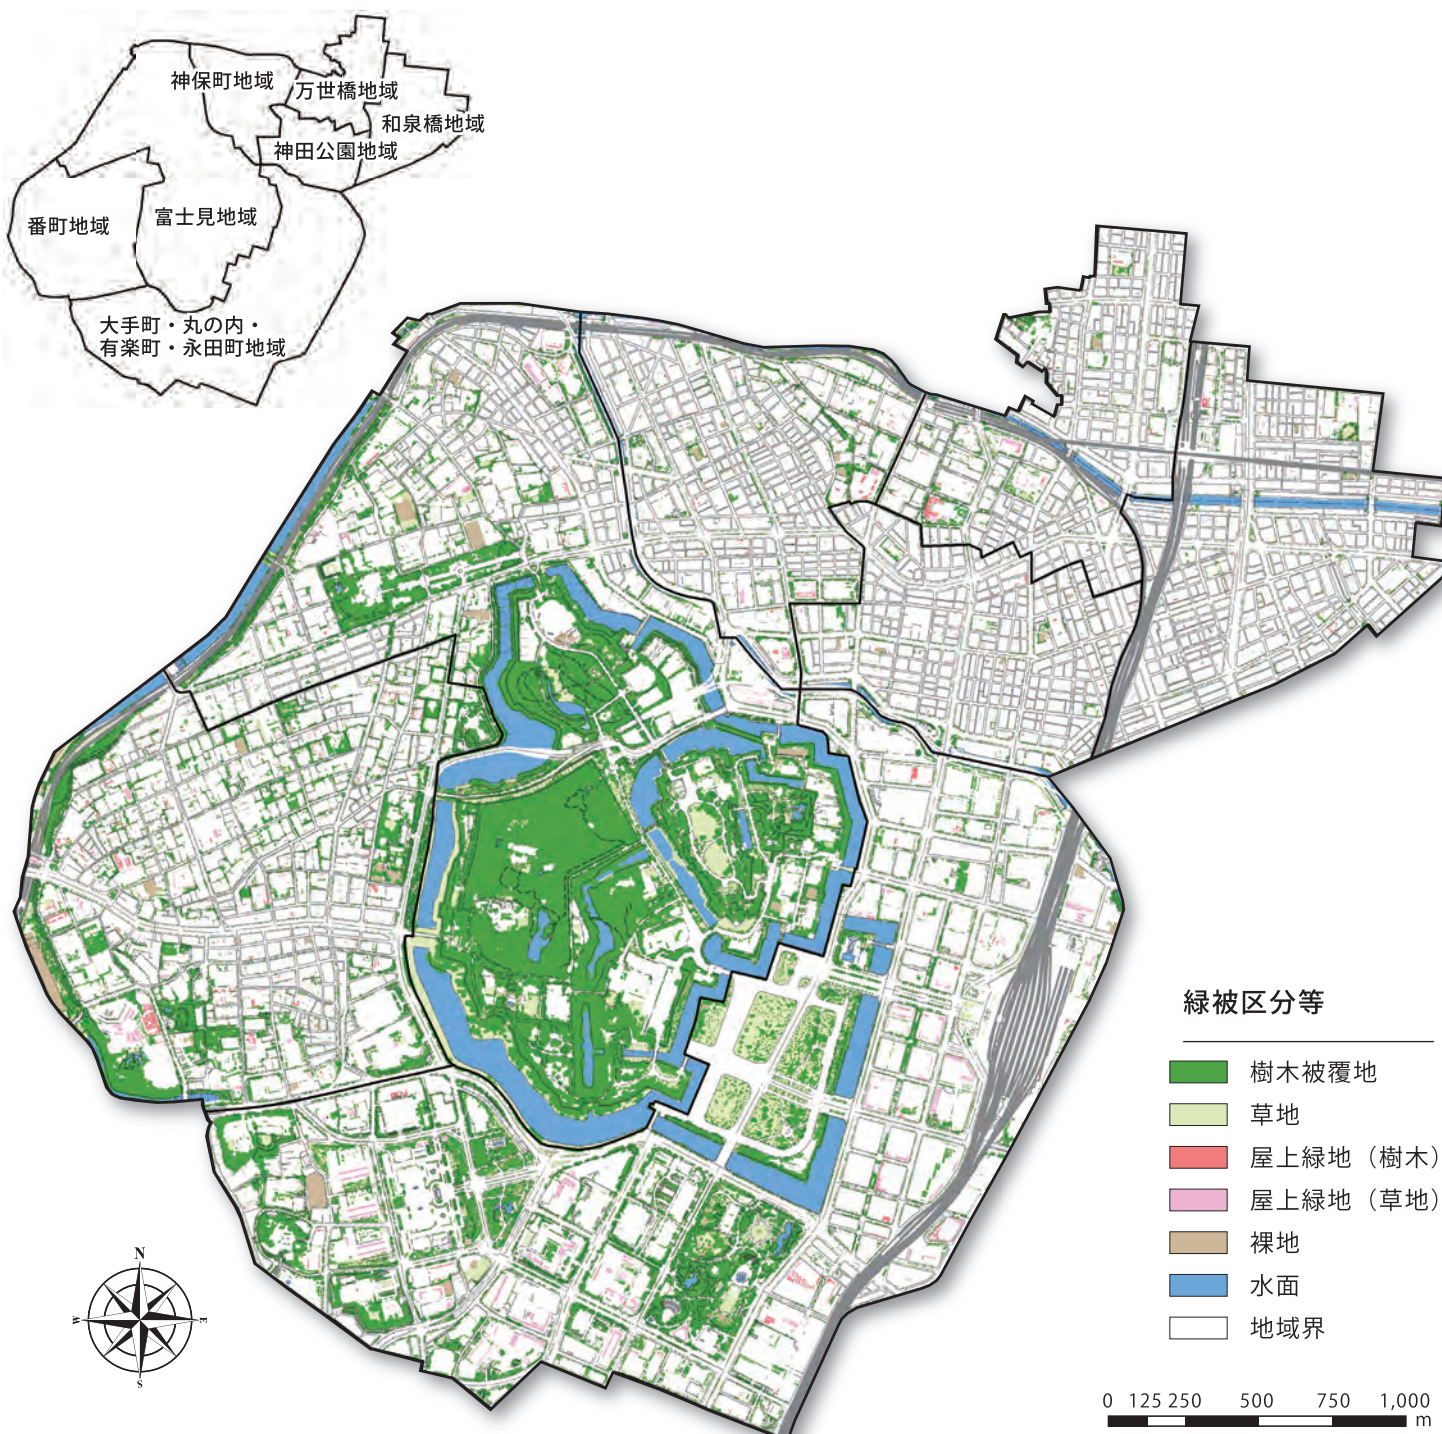 神保町地域
万世橋地域
和泉橋地域
神田公園地域
番町地域
富士見地域
大手町・丸の内・
有楽町・永田町地域
緑被区分等
樹木被覆地
草地
屋上緑地（樹木）
屋上緑地（草地）
裸地
水面
地域界
N
W
E
S
0 125 250 500 750 1,000
m